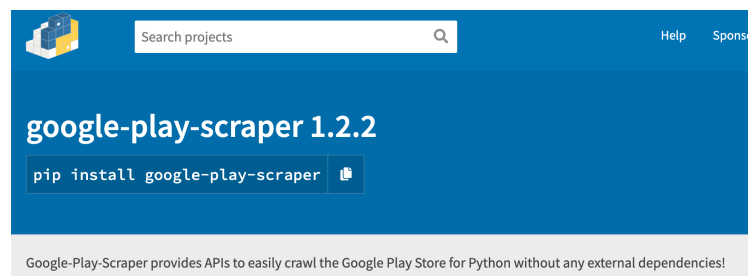 Search projects
Help
google-play-scraper 1.2.2
pip install google-play-scraper
Google-Play-Scraper provides APIs to easily crawl the Google Play Store for Python without any external dependencies!